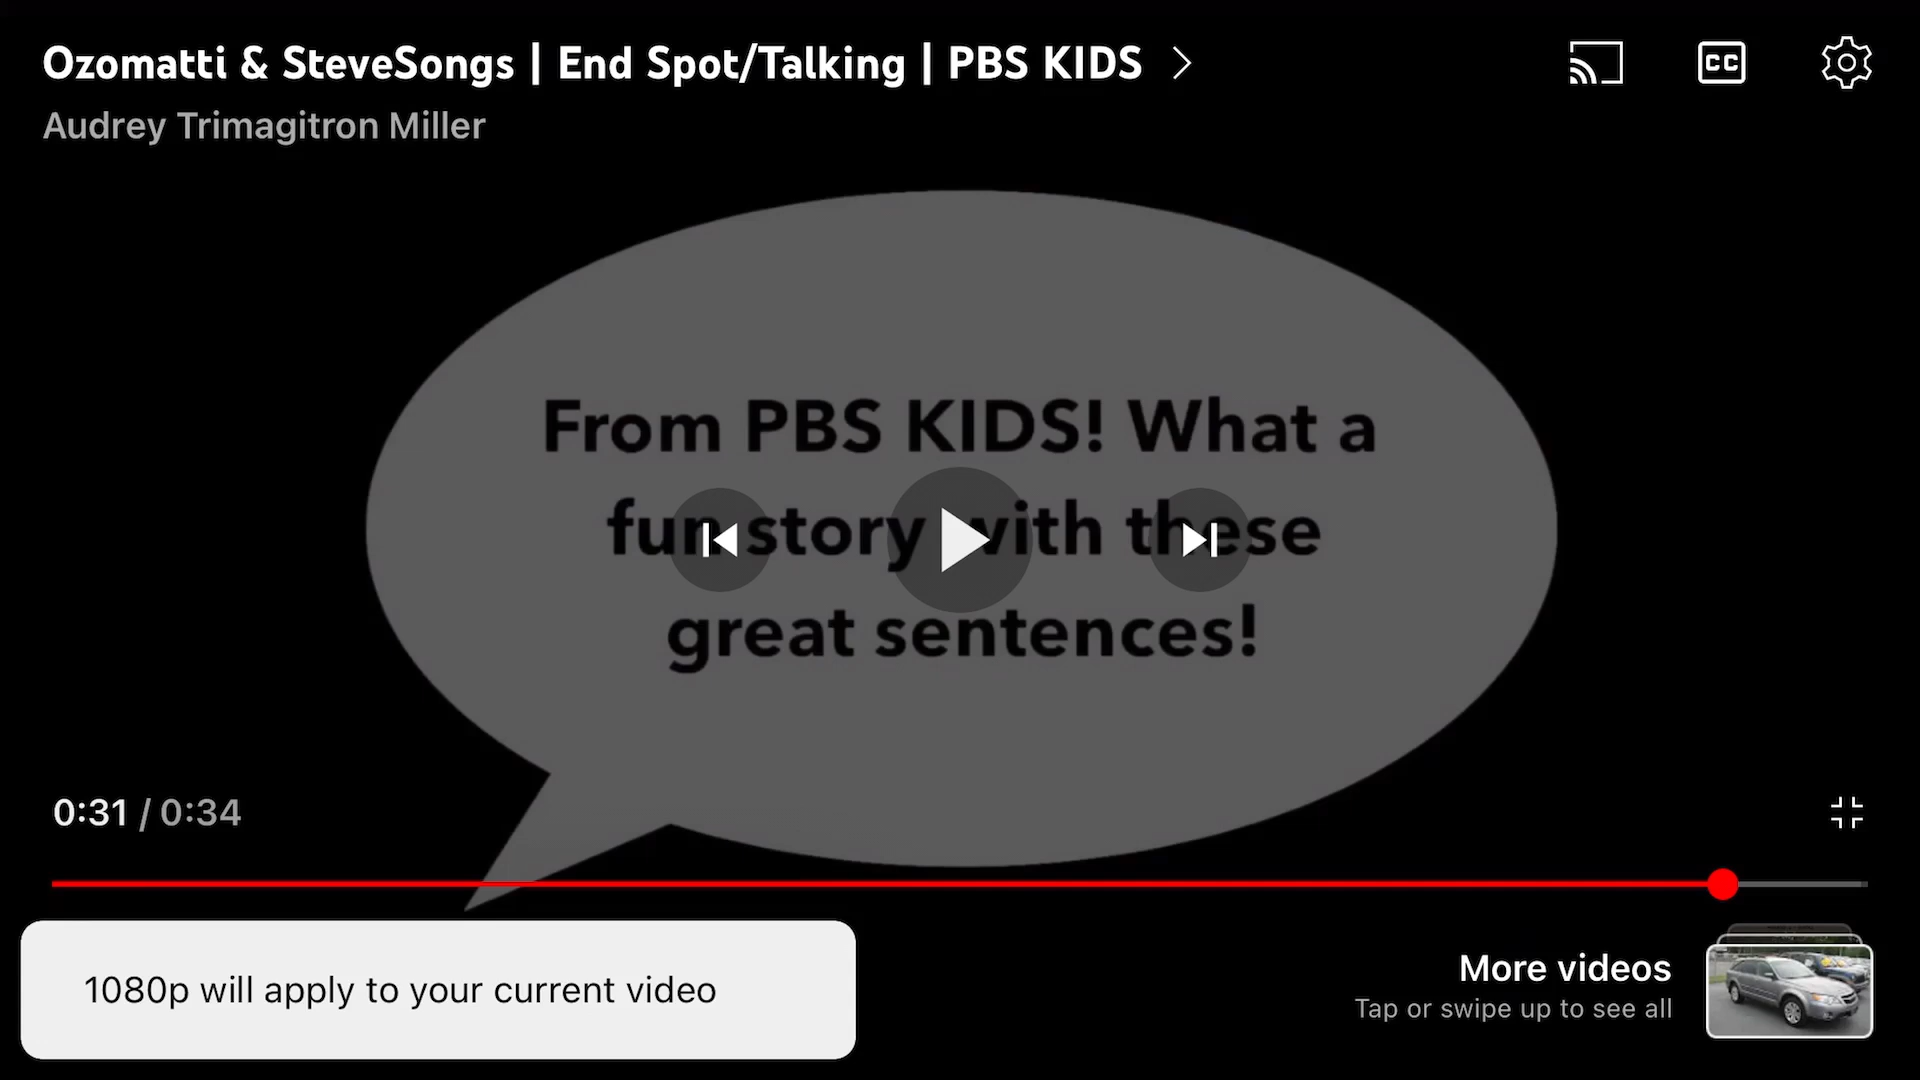 Ozomatti & SteveSongs | End Spot/Talking | PBS KIDS
Audrey Trimagitron Miller
CC
From PBS KIDS! What a
fun story with these
great sentences!
0:31 / 0:34
1080p will apply to your current video
More videos
Tap or swipe up to see all